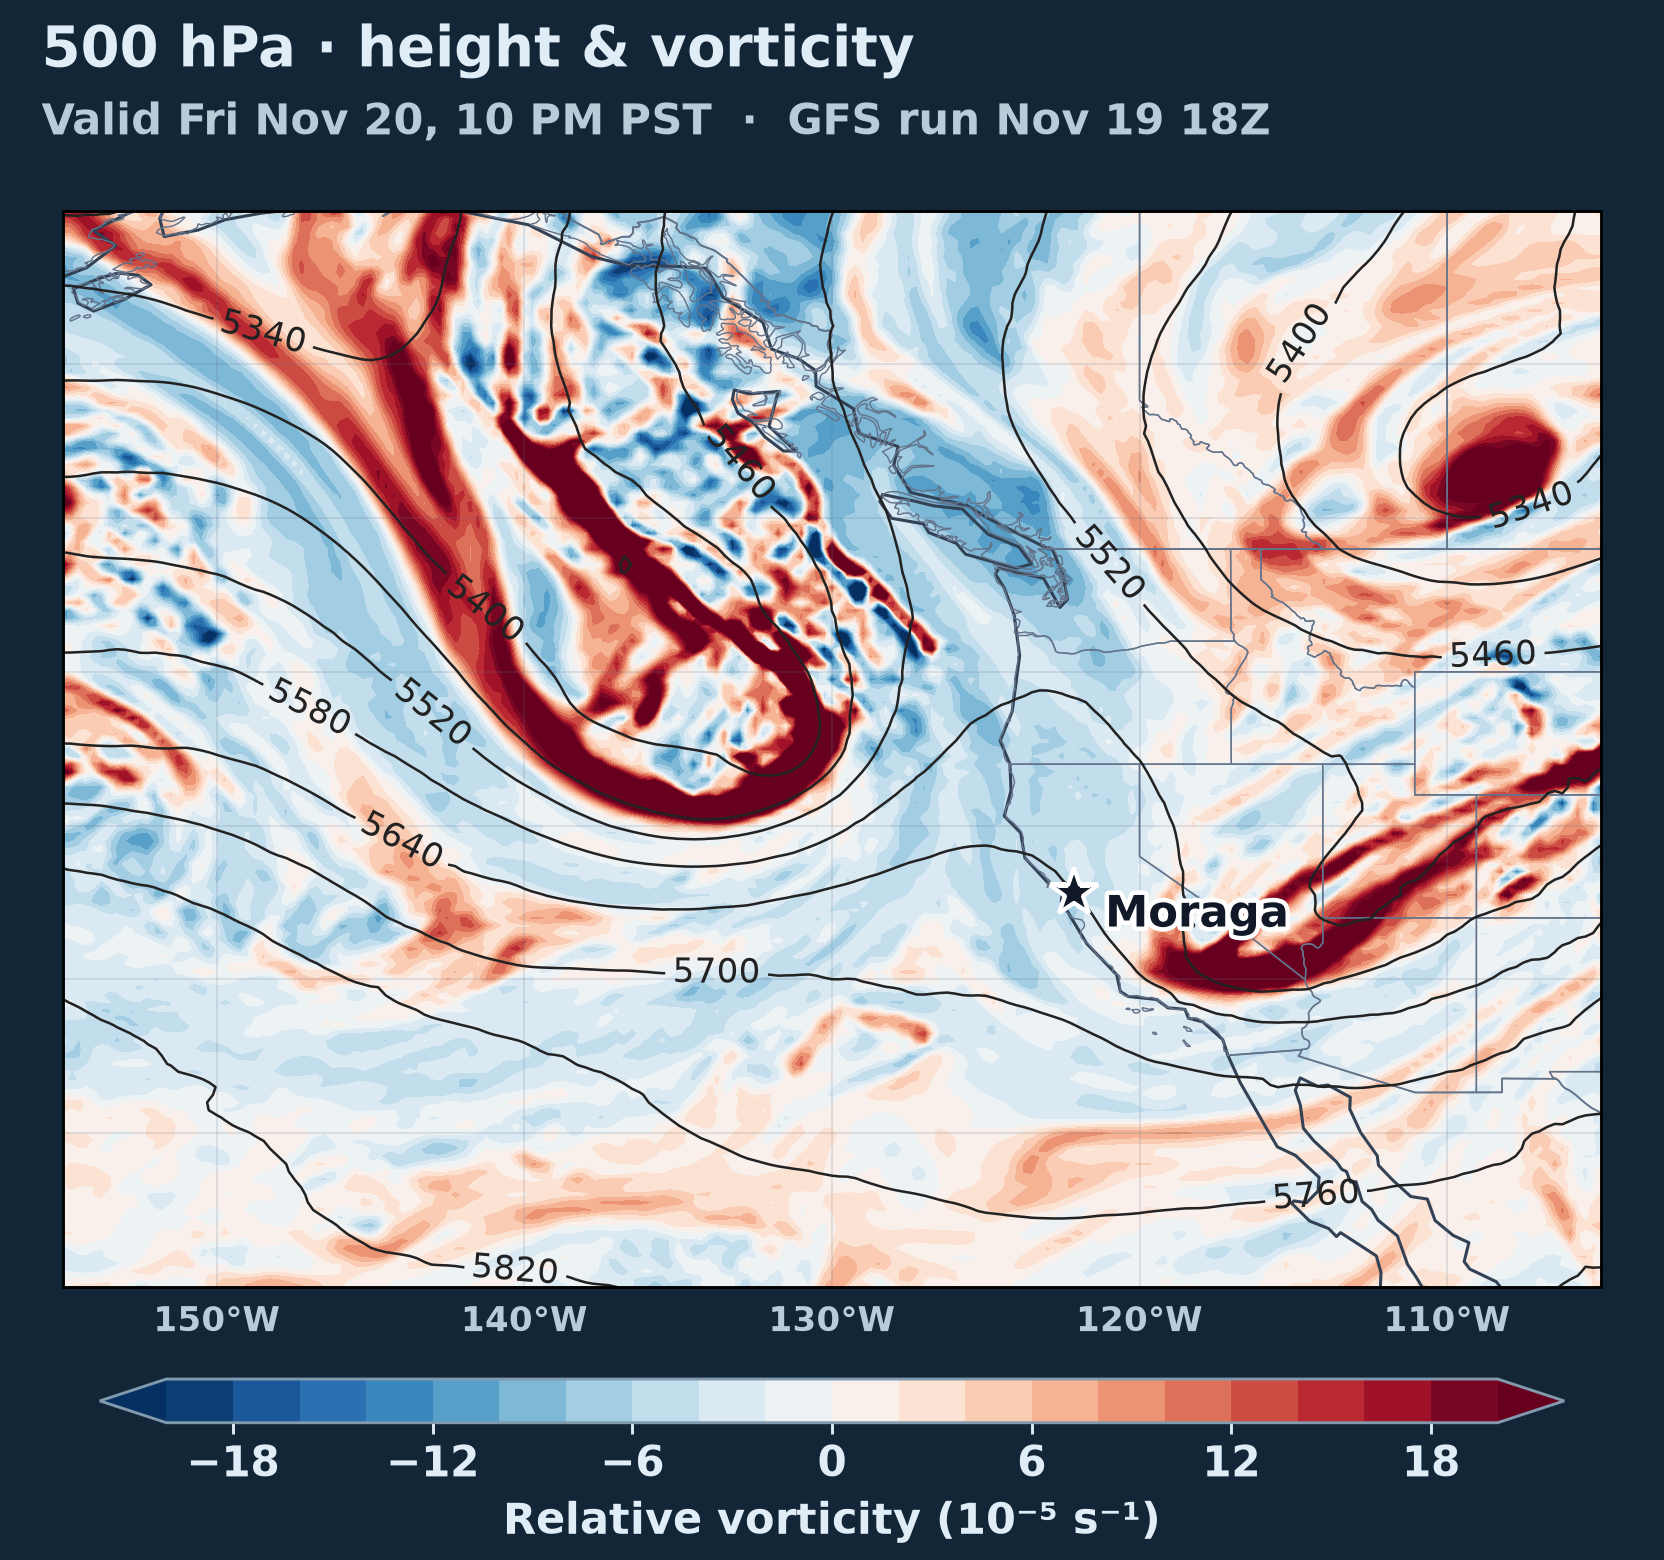 500 hPa · height & vorticity
Valid Fri Nov 20, 10 PM PST · GFS run Nov 19 18Z
5340
5400
5460
5340
5520
5400
5460
5580
5520
5640
Moraga
5700
5760
5820
150°W 140°W 130°W 120°W 110°W
−18 −12 −6 0 6 12 18
Relative vorticity (10⁻⁵ s⁻¹)